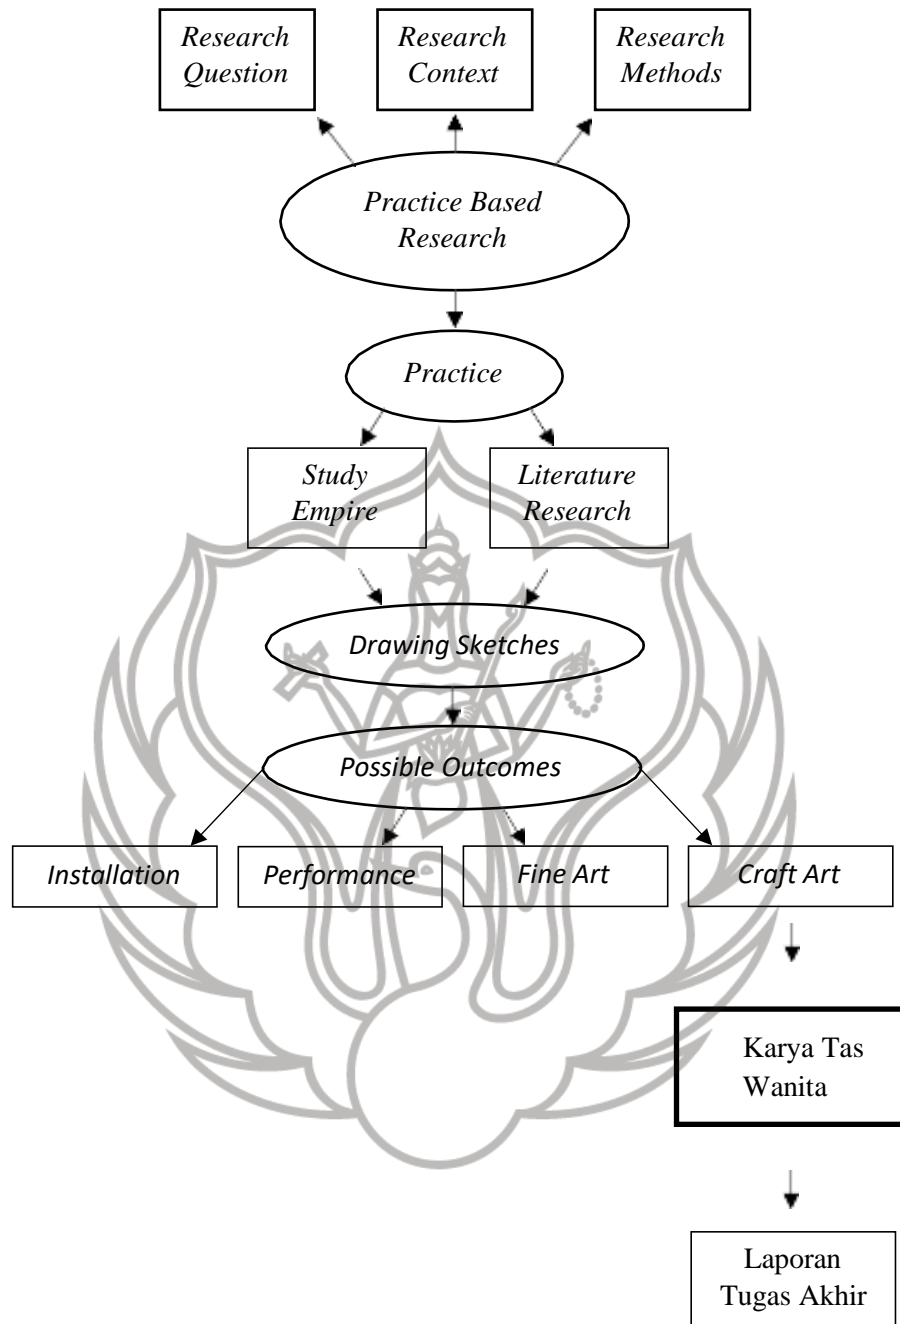 Research
Question
Research
Context
Research
Methods
Practice Based
Research
Practice
Study
Empire
Literature
Research
Drawing Sketches
Possible Outcomes
Installation
Performance
Fine Art
Craft Art
Karya Tas
Wanita
Laporan
Tugas Akhir